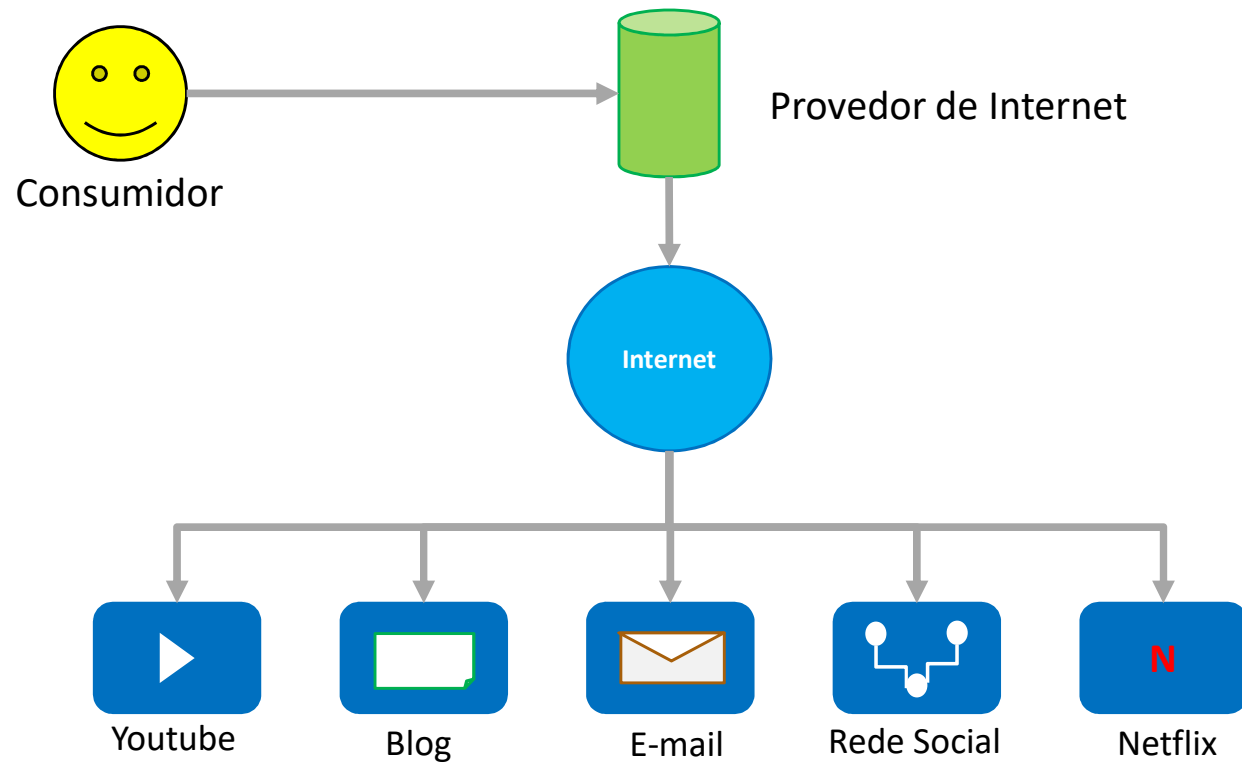 Provedor de Internet
Consumidor
Internet
N
Youtube
Blog
E-mail
Rede Social
Netflix